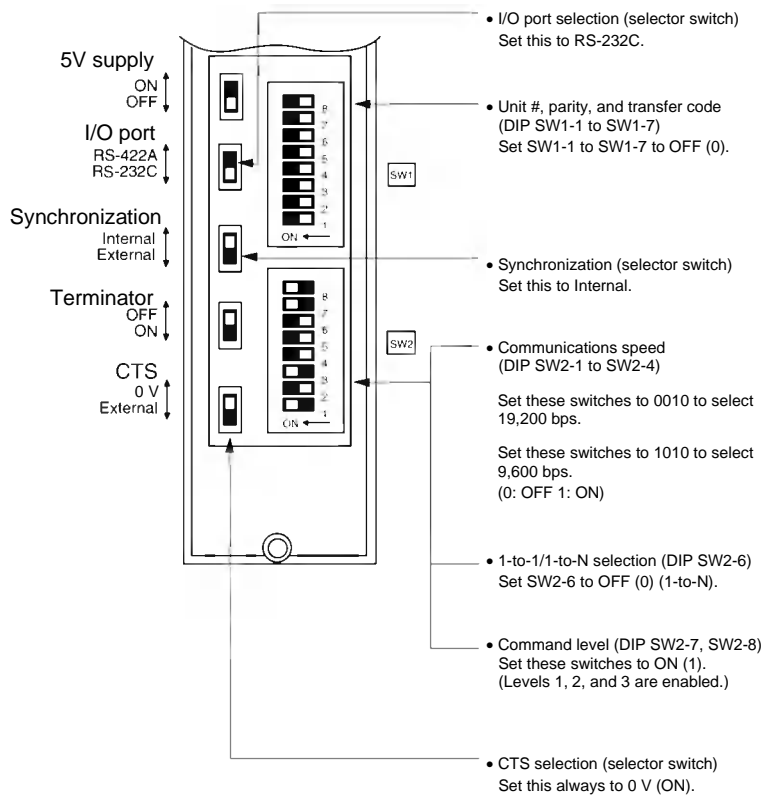 5V supply
ON
OFF
I/O port
RS-422A
RS-232C
Synchronization
Internal
External
Terminator
OFF
ON
CTS
0 V
External
8
7
6
5
4
3
2
1
ON
SW1
8
7
6
5
4
3
2
1
ON
SW2
• I/O port selection (selector switch)
Set this to RS-232C.
• Unit #, parity, and transfer code
(DIP SW1-1 to SW1-7)
Set SW1-1 to SW1-7 to OFF (0).
• Synchronization (selector switch)
Set this to Internal.
• Communications speed
(DIP SW2-1 to SW2-4)
Set these switches to 0010 to select
19,200 bps.
Set these switches to 1010 to select
9,600 bps.
(0: OFF 1: ON)
• 1-to-1/1-to-N selection (DIP SW2-6)
Set SW2-6 to OFF (0) (1-to-N).
• Command level (DIP SW2-7, SW2-8)
Set these switches to ON (1).
(Levels 1, 2, and 3 are enabled.)
• CTS selection (selector switch)
Set this always to 0 V (ON).